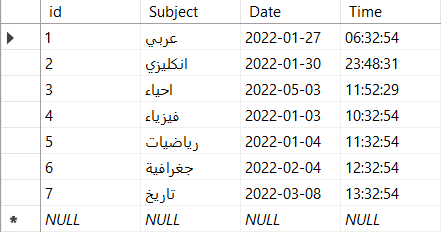 id Subject Date Time
1 عربي 2022-01-27 06:32:54
2 انكليزي 2022-01-30 23:48:31
3 احياء 2022-05-03 11:52:29
4 فيزياء 2022-01-03 10:32:54
5 رياضيات 2022-01-04 11:32:54
6 جغرافية 2022-02-04 12:32:54
7 تاريخ 2022-03-08 13:32:54
* NULL NULL NULL NULL